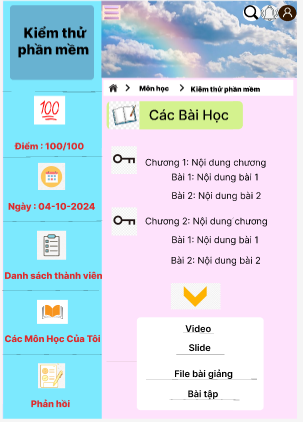 Kiểm thử
phần mềm
100
Điểm : 100/100
Ngày : 04-10-2024
Danh sách thành viên
Các Môn Học Của Tôi
Phản hồi
Môn học
Kiểm thử phần mềm
Các Bài Học
Chương 1: Nội dung chương
Bài 1: Nội dung bài 1
Bài 2: Nội dung bài 2
Chương 2: Nội dung chương
Bài 1: Nội dung bài 1
Bài 2: Nội dung bài 2
Video
Slide
File bài giảng
Bài tập